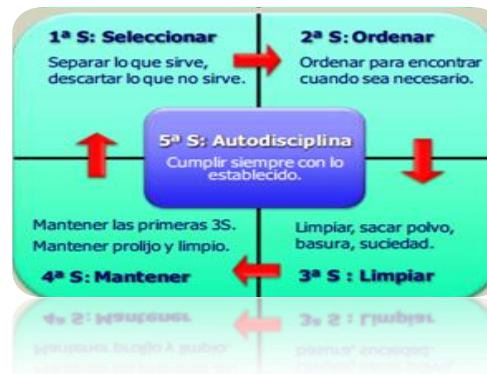 1ª S: Seleccionar
Separar lo que sirve,
descartar lo que no sirve.
2ª S: Ordenar
Ordenar para encontrar
cuando sea necesario.
5ª S: Autodisciplina
Cumplir siempre con lo
establecido.
Mantener las primeras 3S.
Mantener prolijo y limpio.
4ª S: Mantener
Limpiar, sacar polvo,
basura, suciedad.
3ª S : Limpiar